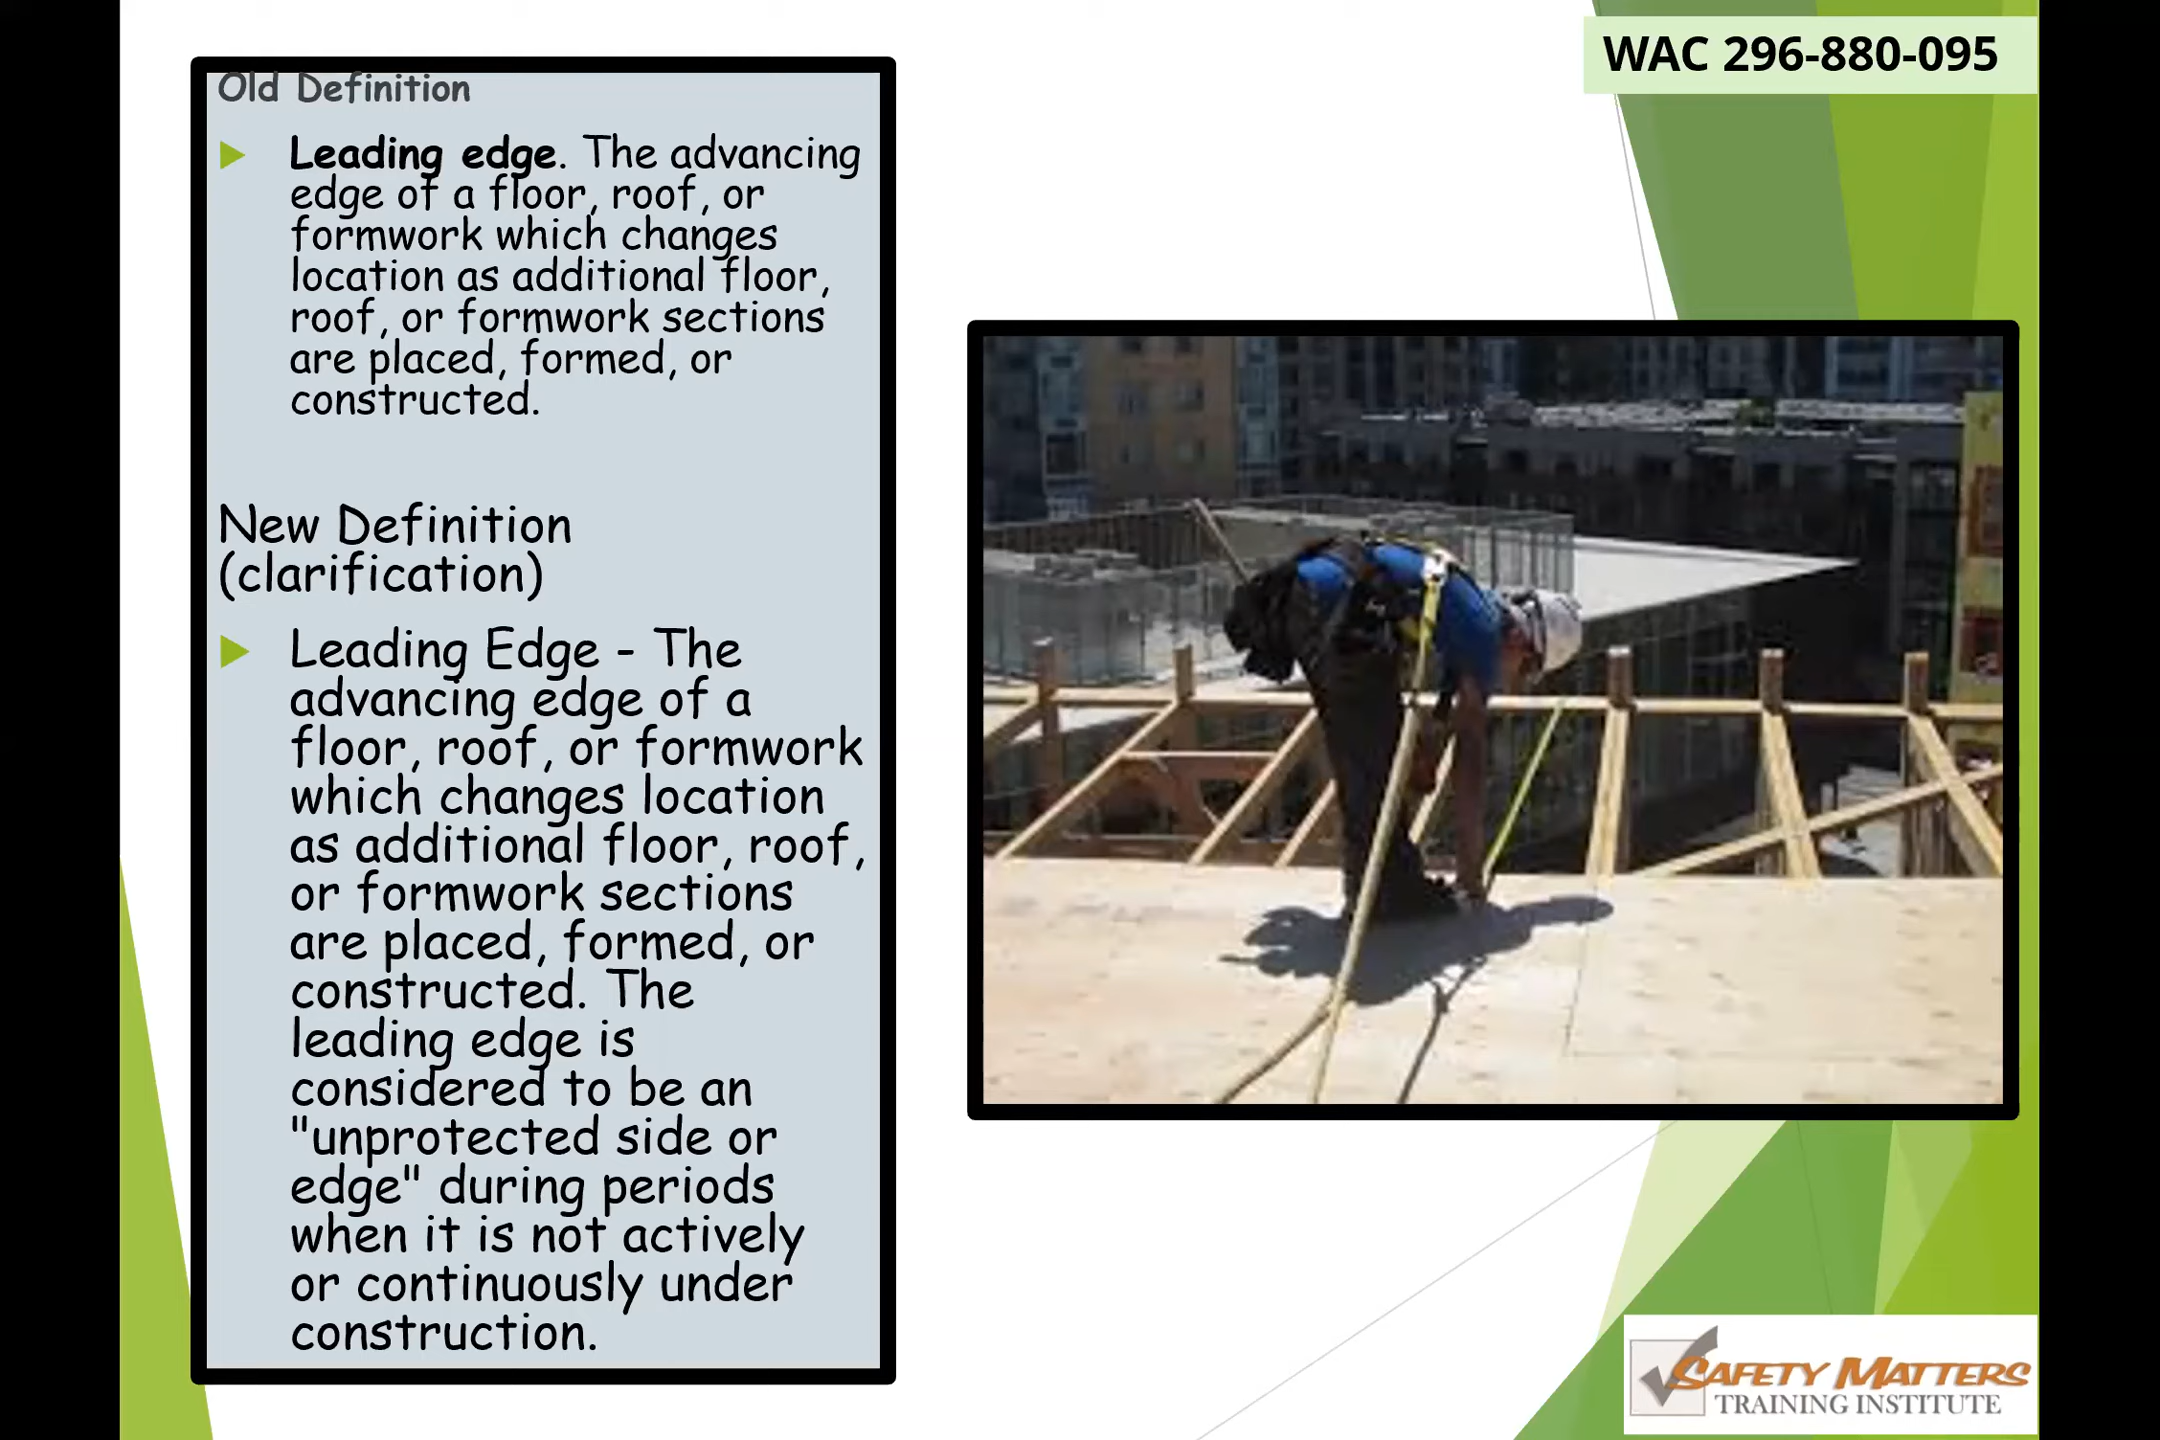 WAC 296-880-095
Old Definition
Leading edge. The advancing
edge of a floor, roof, or
formwork which changes
location as additional floor,
roof, or formwork sections
are placed, formed, or
constructed.
New Definition
(clarification)
Leading Edge - The
advancing edge of a
floor, roof, or formwork
which changes location
as additional floor, roof,
or formwork sections
are placed, formed, or
constructed. The
leading edge is
considered to be an
"unprotected side or
edge" during periods
when it is not actively
or continuously under
construction.
SAFETY MATTERS
TRAINING INSTITUTE